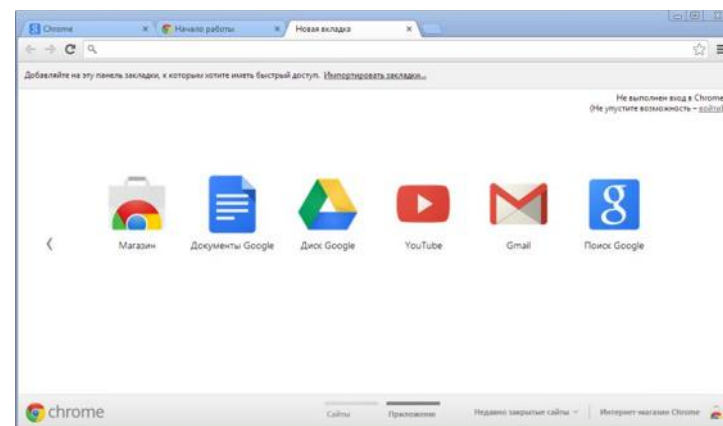 Chrome
Начало работы
Новая вкладка
Добавляйте на эту панель закладки, к которым хотите иметь быстрый доступ. Импортировать закладки...
Не выполнен вход в Chrome
(Не упустите возможность – войти)
Магазин
Документы Google
Диск Google
YouTube
Gmail
Поиск Google
chrome
Сайты
Приложения
Недавно закрытые сайты
Интернет-магазин Chrome